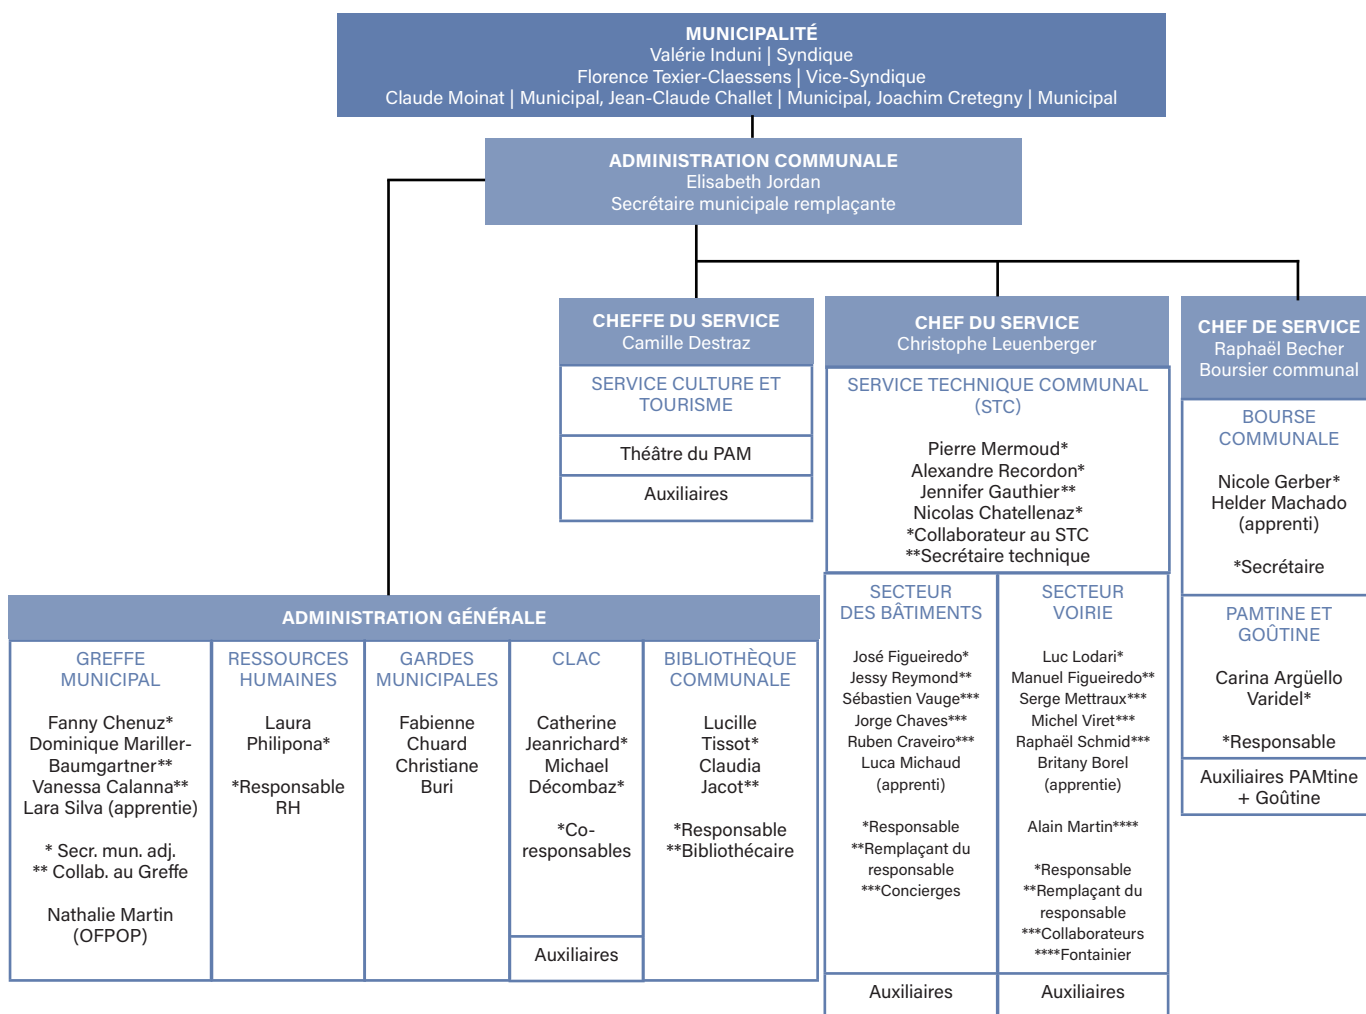 MUNICIPALITÉ
Valérie Induni | Syndique
Florence Texier-Claessens | Vice-Syndique
Claude Moinat | Municipal, Jean-Claude Challet | Municipal, Joachim Cretegny | Municipal
ADMINISTRATION COMMUNALE
Elisabeth Jordan
Secrétaire municipale remplaçante
CHEFFE DU SERVICE
Camille Destraz
SERVICE CULTURE ET
TOURISME
Théâtre du PAM
Auxiliaires
CHEF DU SERVICE
Christophe Leuenberger
SERVICE TECHNIQUE COMMUNAL
(STC)
Pierre Mermoud*
Alexandre Recordon*
Jennifer Gauthier**
Nicolas Chatellenaz*
*Collaborateur au STC
**Secrétaire technique
SECTEUR
DES BÂTIMENTS
José Figueiredo*
Jessy Reymond**
Sébastien Vauge***
Jorge Chaves***
Ruben Craveiro***
Luca Michaud
(apprenti)
*Responsable
**Remplaçant du
responsable
***Concierges
Auxiliaires
SECTEUR
VOIRIE
Luc Lodari*
Manuel Figueiredo**
Serge Mettraux***
Michel Viret***
Raphaël Schmid***
Britany Borel
(apprentie)
Alain Martin****
*Responsable
**Remplaçant du
responsable
***Collaborateurs
****Fontainier
Auxiliaires
CHEF DE SERVICE
Raphaël Becher
Boursier communal
BOURSE
COMMUNALE
Nicole Gerber*
Helder Machado
(apprenti)
*Secrétaire
PAMTINE ET
GOÛTINE
Carina Argüello
Varidel*
*Responsable
Auxiliaires PAMtine
+ Goûtine
ADMINISTRATION GÉNÉRALE
GREFFE
MUNICIPAL
Fanny Chenuz*
Dominique Mariller-
Baumgartner**
Vanessa Calanna**
Lara Silva (apprentie)
* Secr. mun. adj.
** Collab. au Greffe
Nathalie Martin
(OFPOP)
RESSOURCES
HUMAINES
Laura
Philipona*
*Responsable
RH
GARDES
MUNICIPALES
Fabienne
Chuard
Christiane
Buri
CLAC
Catherine
Jeanrichard*
Michael
Décombaz*
*Co-
responsables
Auxiliaires
BIBLIOTHÈQUE
COMMUNALE
Lucille
Tissot*
Claudia
Jacot**
*Responsable
**Bibliothécaire